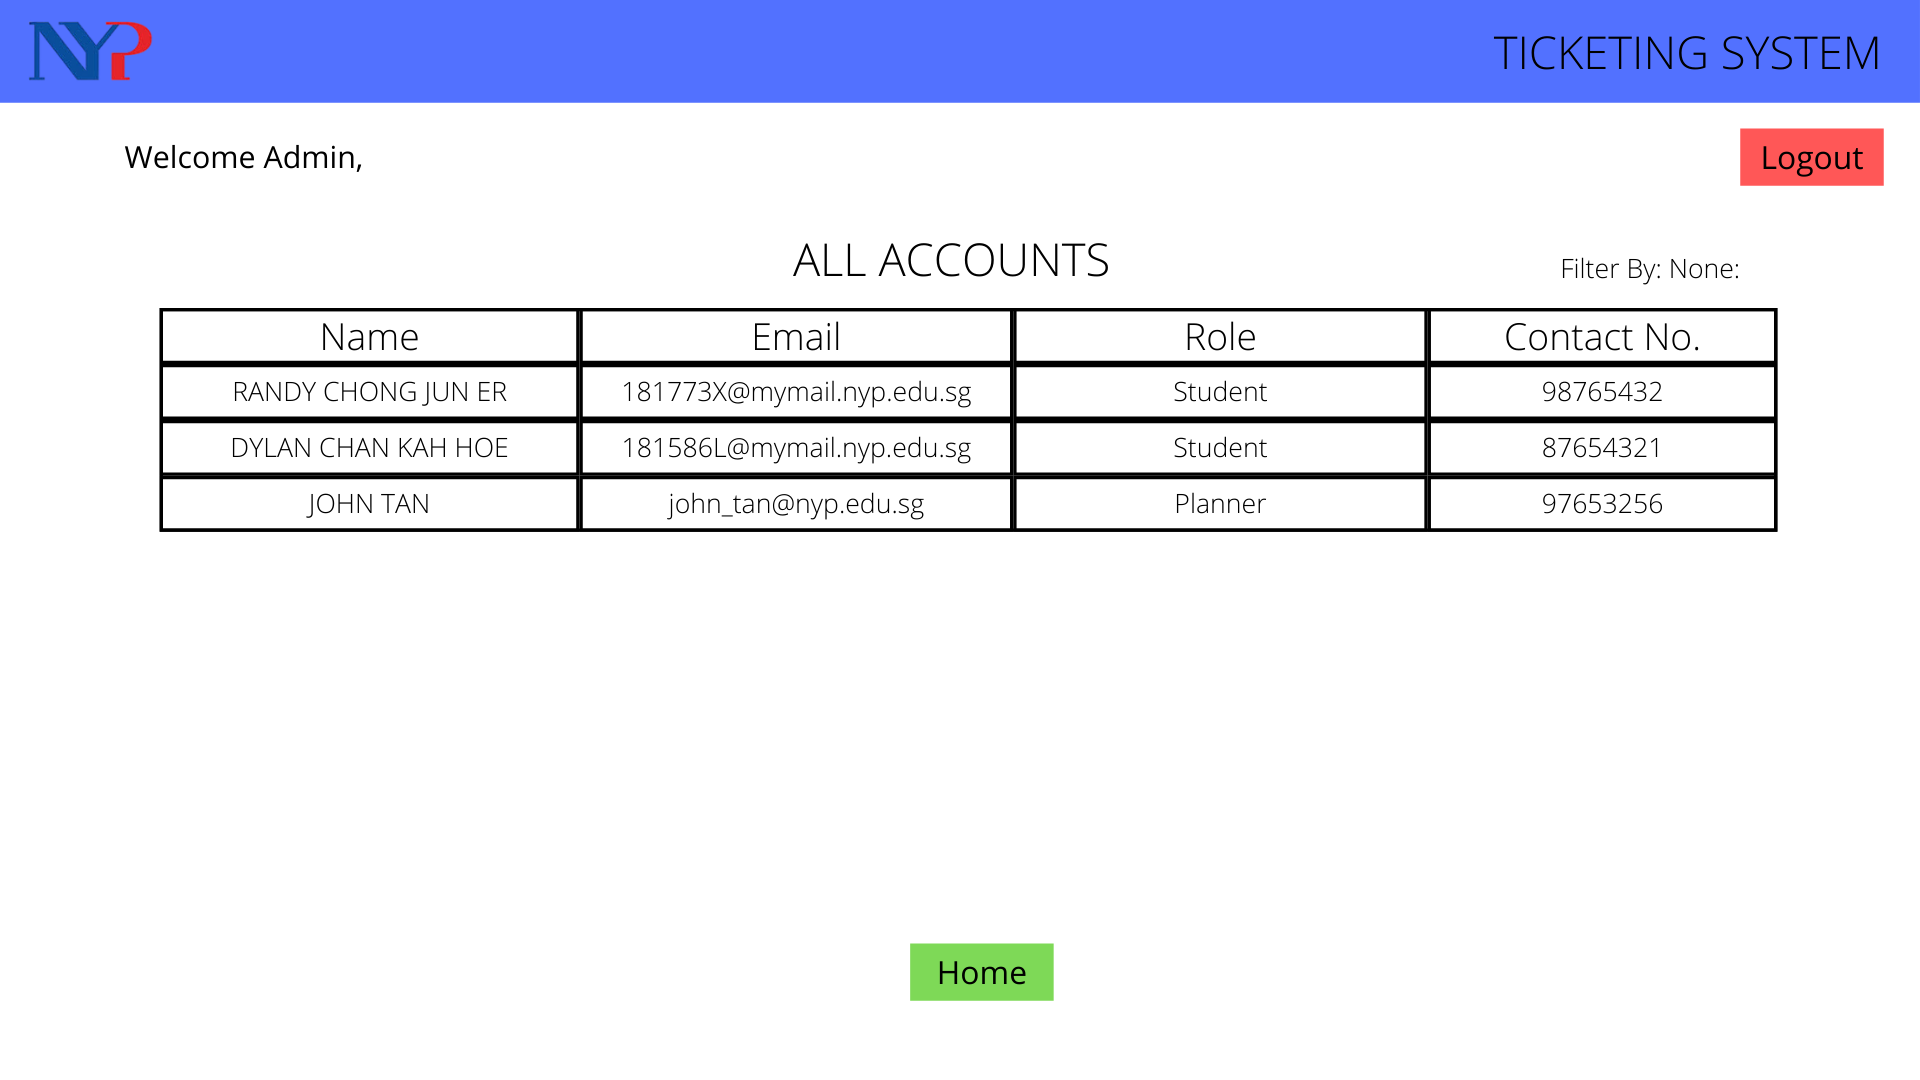 NYP
TICKETING SYSTEM
Welcome Admin,
Logout
ALL ACCOUNTS
Filter By: None:
Name Email Role Contact No.
RANDY CHONG JUN ER 181773X@mymail.nyp.edu.sg Student 98765432
DYLAN CHAN KAH HOE 181586L@mymail.nyp.edu.sg Student 87654321
JOHN TAN john_tan@nyp.edu.sg Planner 97653256
Home